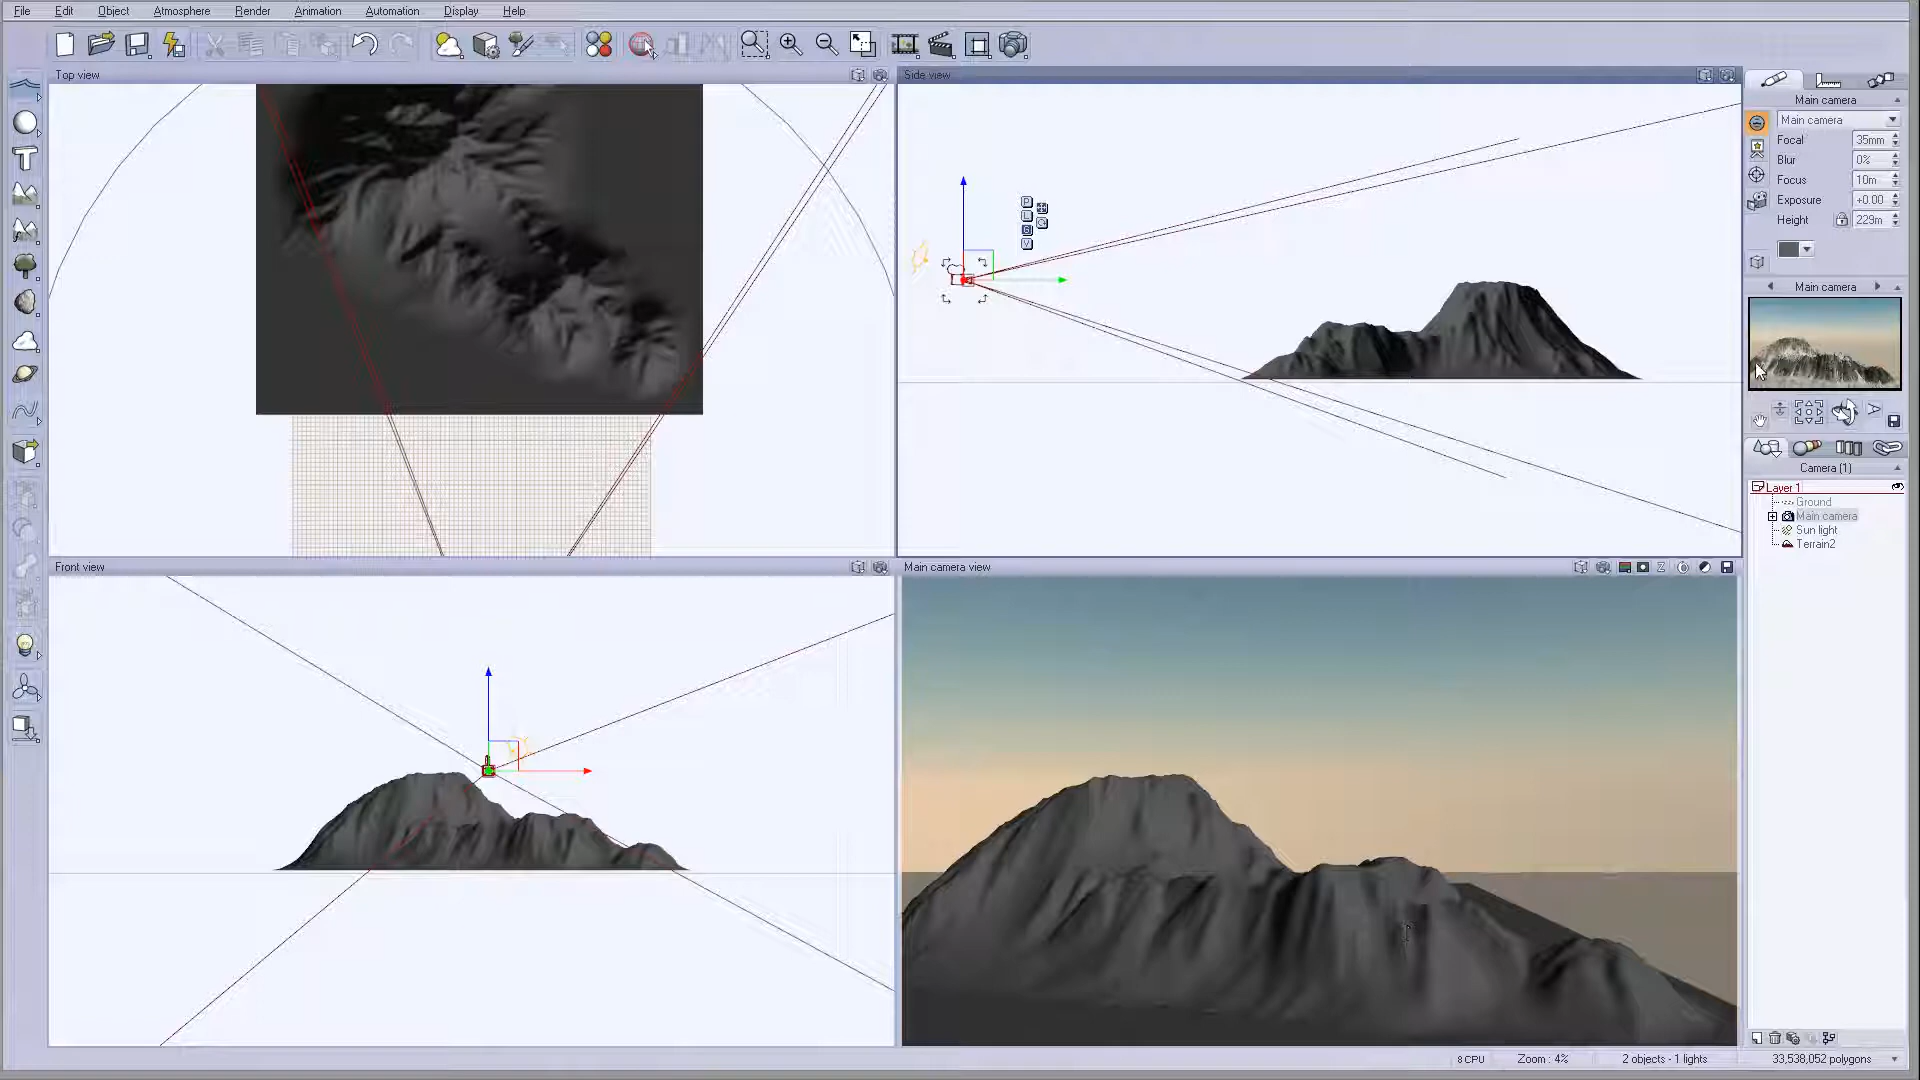 File Edit Object Atmosphere Render Animation Automation Display Help
Top view
Side view
Main camera
Main camera
Focal 35mm
Blur 0%
Focus 10m
Exposure +0.00
Height 229m
P
L
G
V
Main camera
Camera (1)
Layer 1
Ground
Main camera
Sun light
Terrain2
Front view
Main camera view
Z
8 CPU Zoom : 4% 2 objects - 1 lights 33,538,052 polygons